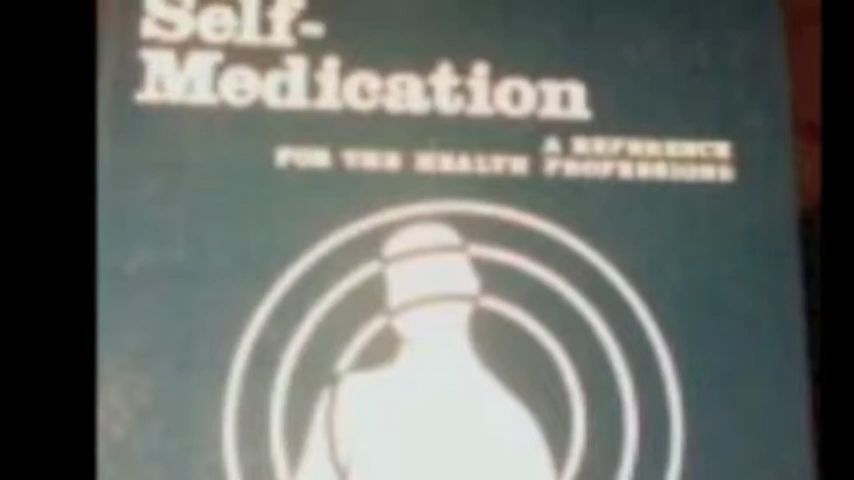 Self-
Medication
A REFERENCE
FOR THE HEALTH PROFESSIONS